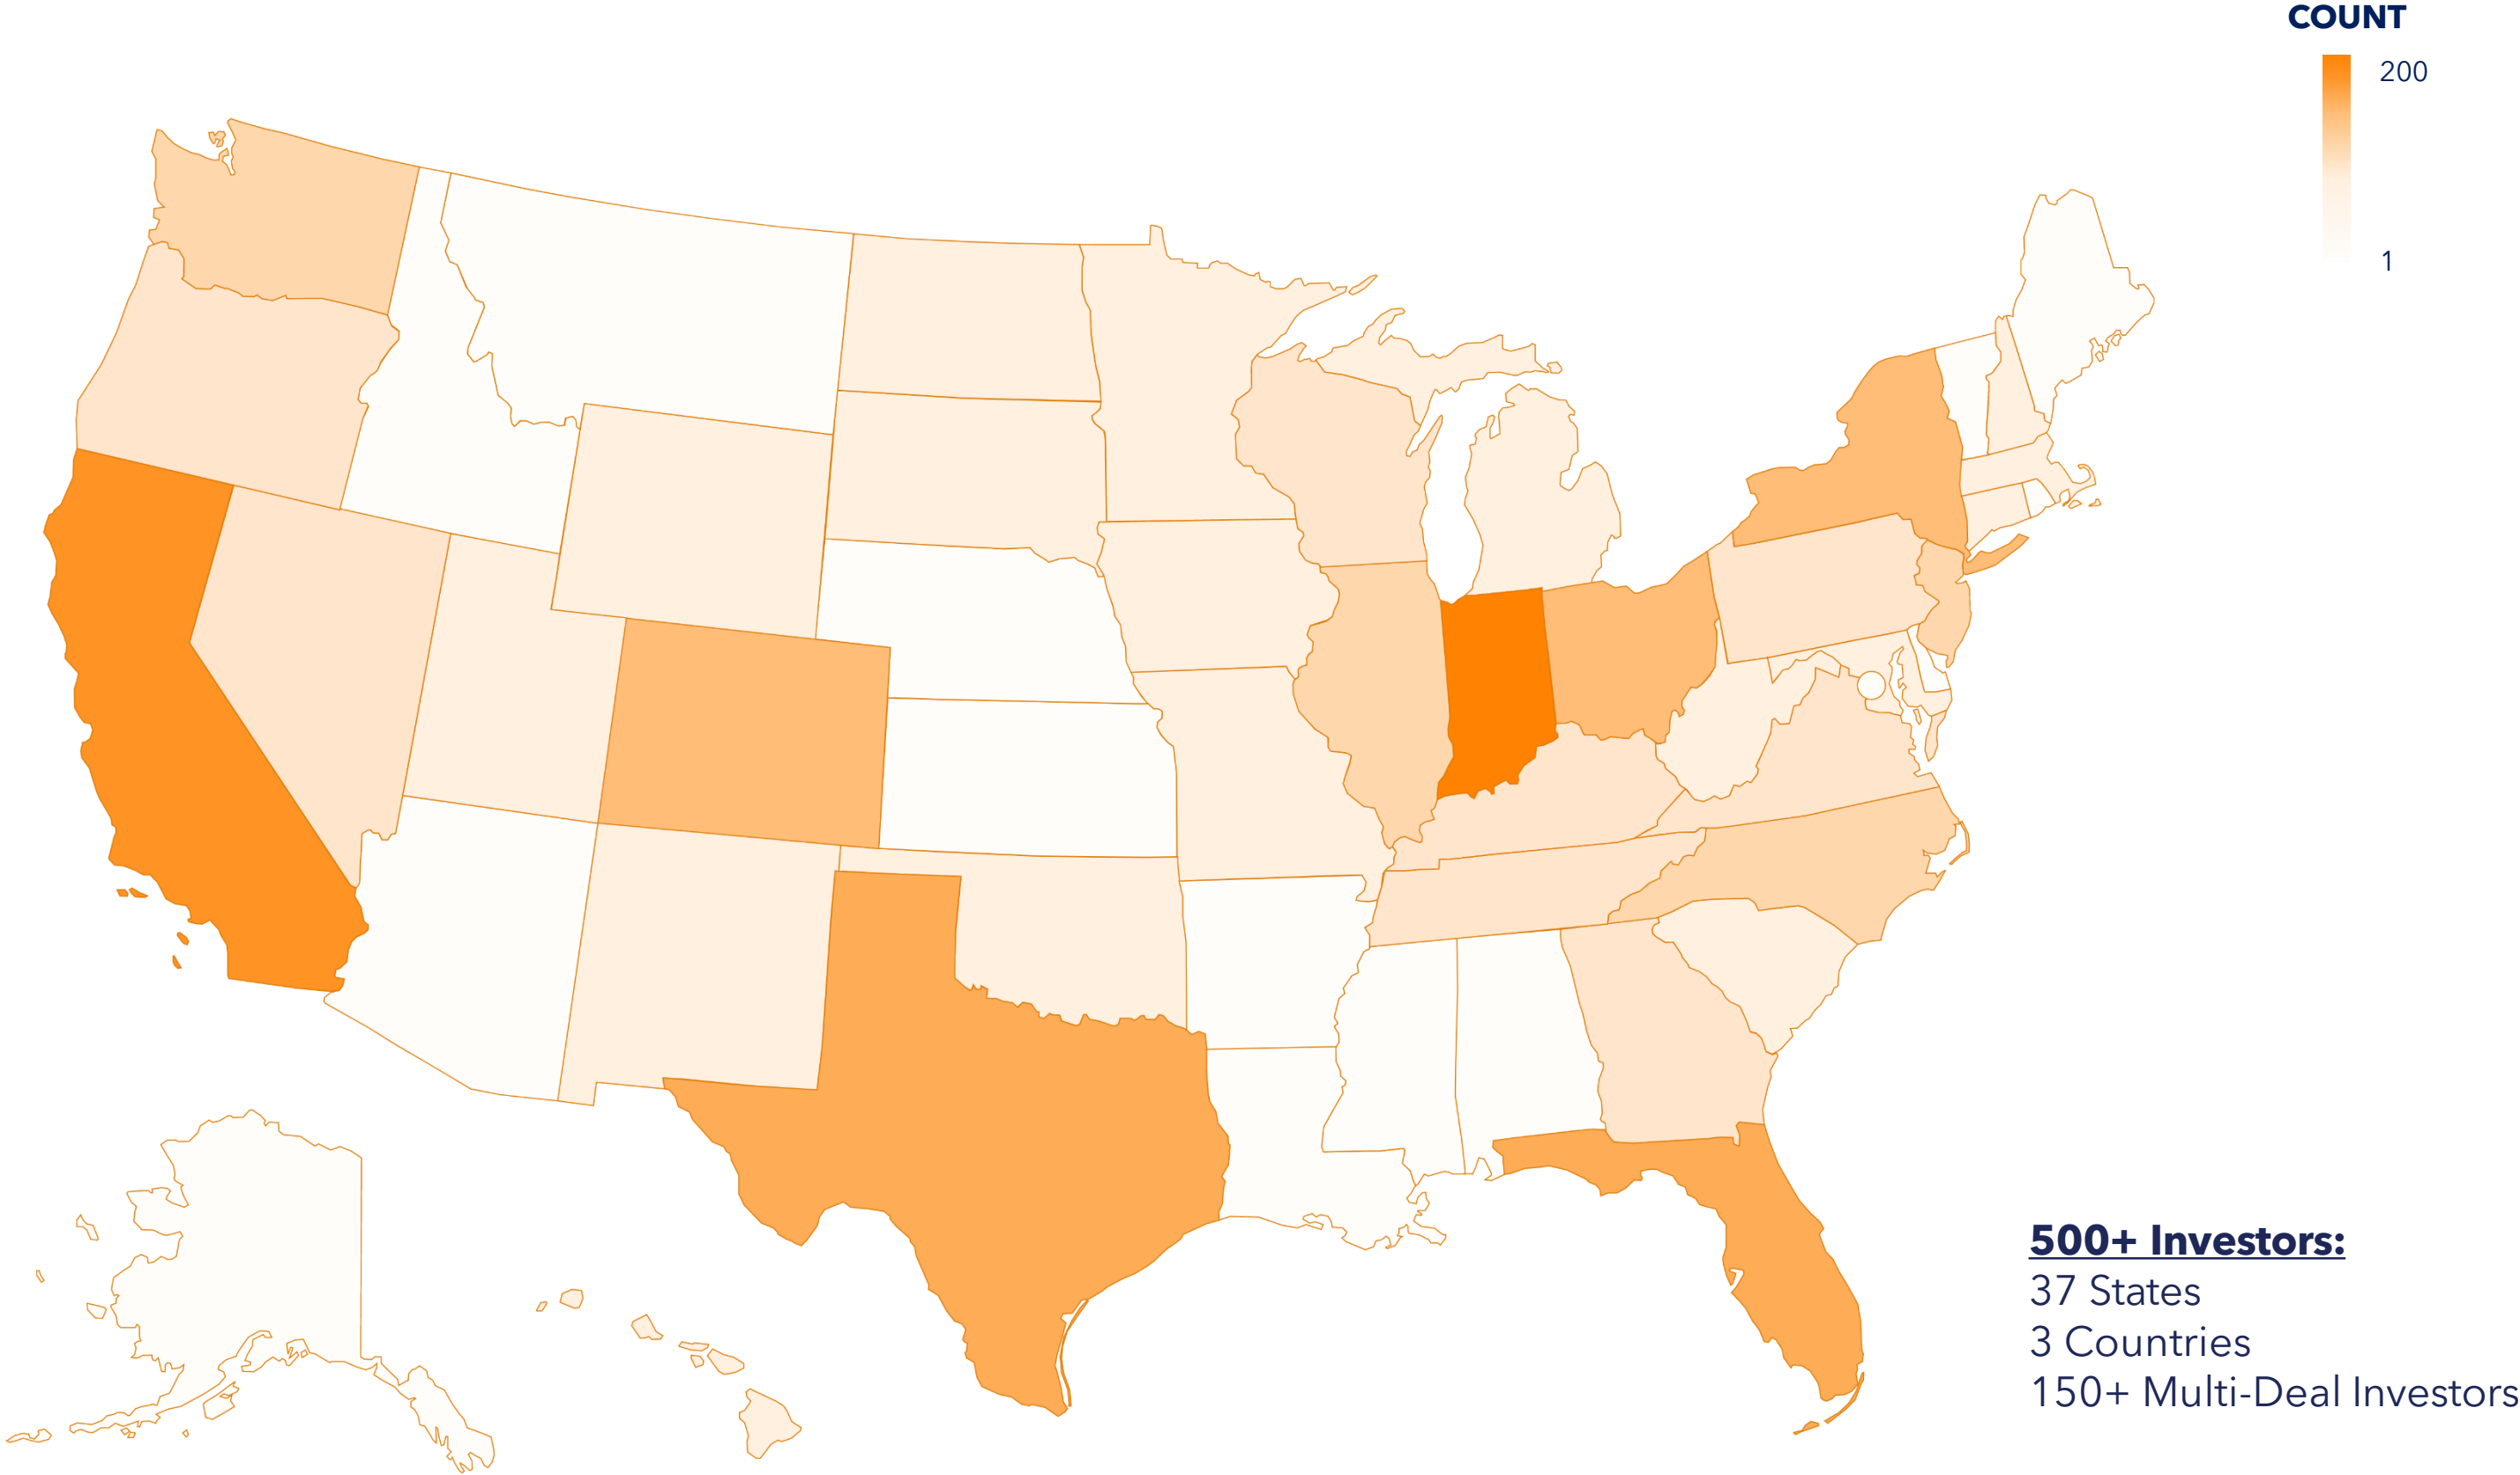 COUNT
200
1
500+ Investors:
37 States
3 Countries
150+ Multi-Deal Investors